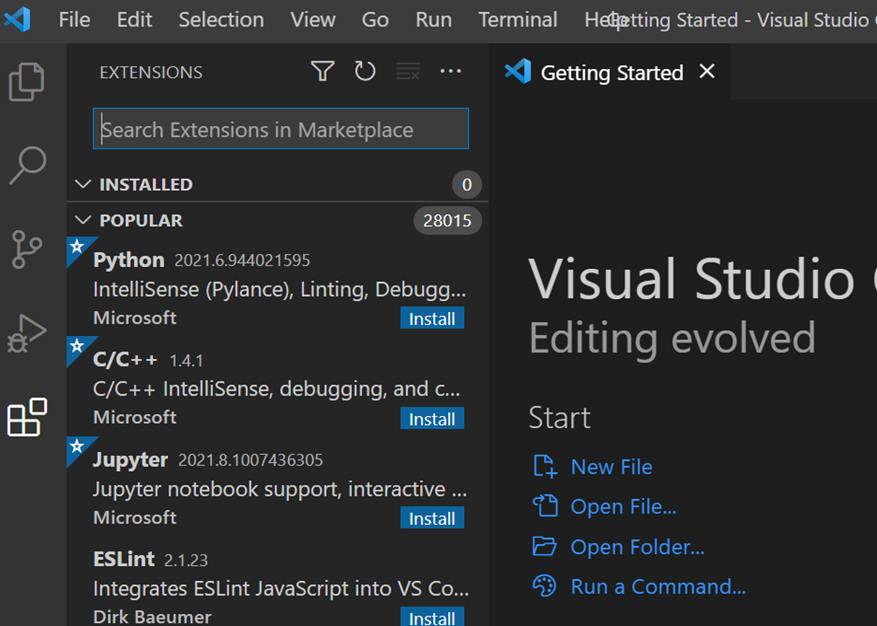 File Edit Selection View Go Run Terminal Help Getting Started - Visual Studio
EXTENSIONS
Getting Started
Search Extensions in Marketplace
INSTALLED 0
POPULAR 28015
Python 2021.6.944021595
IntelliSense (Pylance), Linting, Debugg...
Microsoft Install
C/C++ 1.4.1
C/C++ IntelliSense, debugging, and c...
Microsoft Install
Jupyter 2021.8.1007436305
Jupyter notebook support, interactive ...
Microsoft Install
ESLint 2.1.23
Integrates ESLint JavaScript into VS Co...
Dirk Baeumer Install
Visual Studio
Editing evolved
Start
New File
Open File...
Open Folder...
Run a Command...